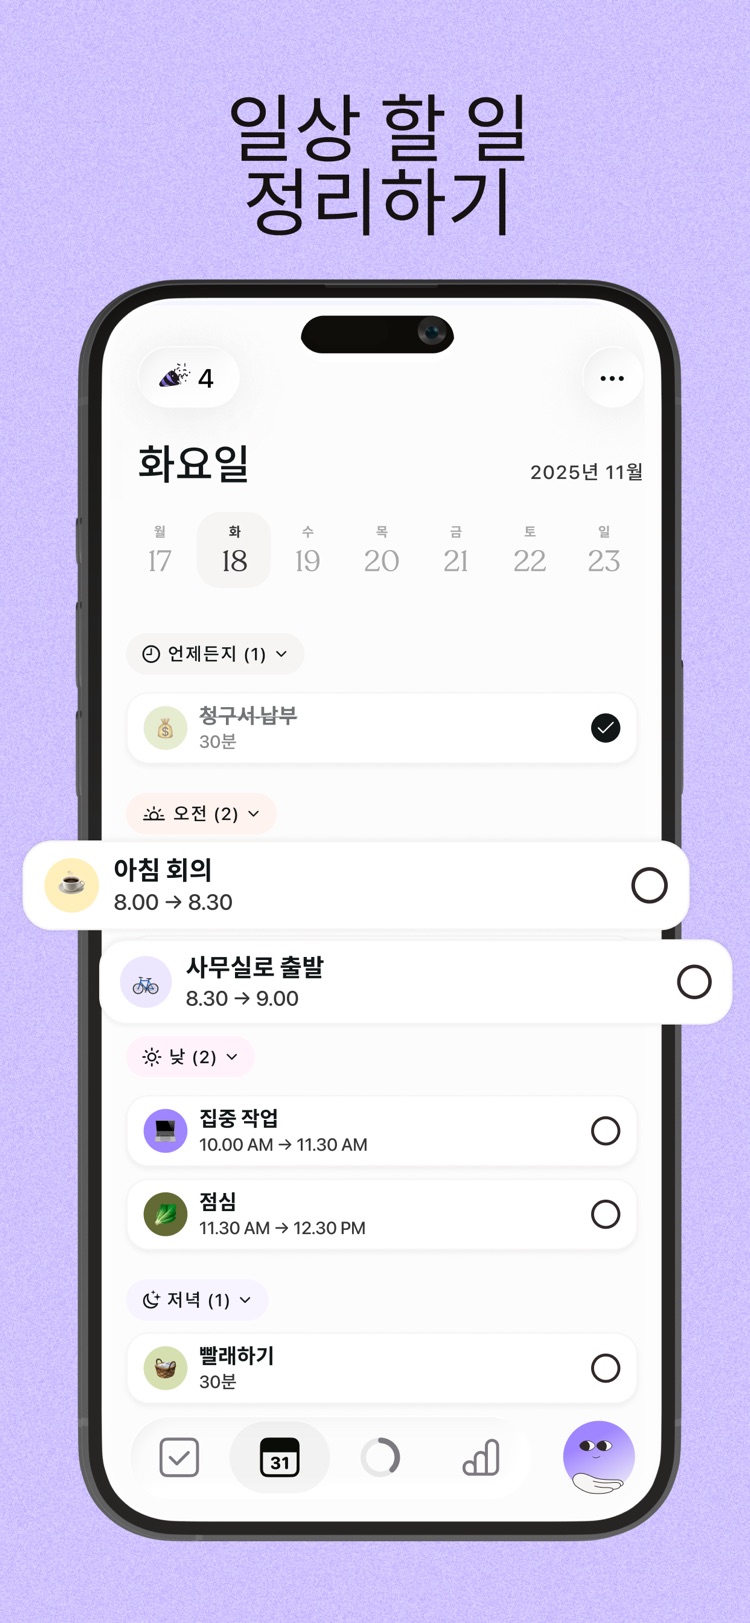 일상 할 일
정리하기
4
화요일
2025년 11월
월 화 수 목 금 토 일
17 18 19 20 21 22 23
언제든지 (1)
청구서 납부
30분
오전 (2)
아침 회의
8.00 → 8.30
사무실로 출발
8.30 → 9.00
낮 (2)
집중 작업
10.00 AM → 11.30 AM
점심
11.30 AM → 12.30 PM
저녁 (1)
빨래하기
30분
31